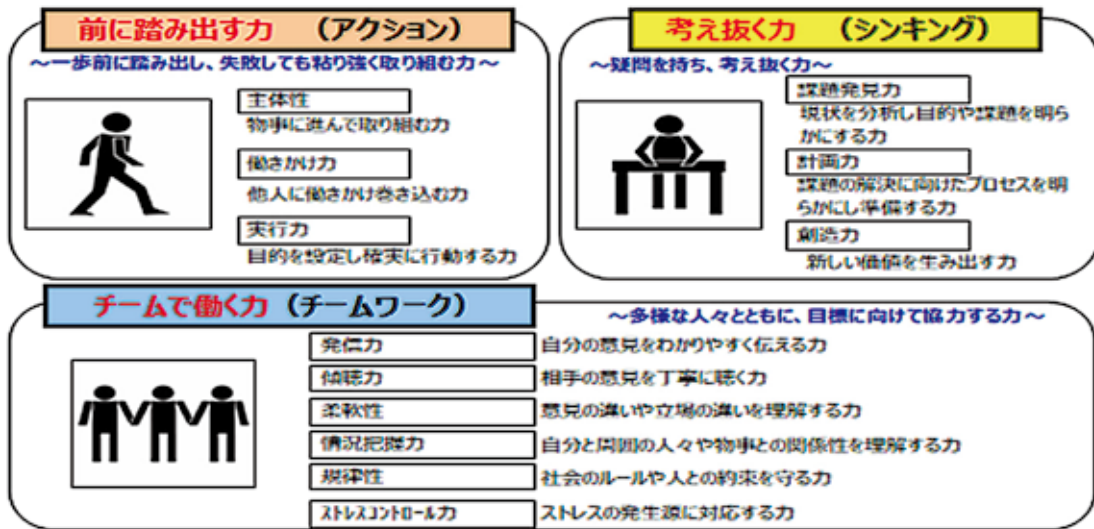 前に踏み出す力 （アクション）
～一歩前に踏み出し、失敗しても粘り強く取り組む力～
主体性
物事に進んで取り組む力
働きかけ力
他人に働きかけ巻き込む力
実行力
目的を設定し確実に行動する力
考え抜く力 （シンキング）
～疑問を持ち、考え抜く力～
課題発見力
現状を分析し目的や課題を明ら
かにする力
計画力
課題の解決に向けたプロセスを明
らかにし準備する力
創造力
新しい価値を生み出す力
チームで働く力 （チームワーク）
～多様な人々とともに、目標に向けて協力する力～
発信力
自分の意見をわかりやすく伝える力
傾聴力
相手の意見を丁寧に聴く力
柔軟性
意見の違いや立場の違いを理解する力
情況把握力
自分と周囲の人々や物事との関係性を理解する力
規律性
社会のルールや人との約束を守る力
ストレスコントロール力
ストレスの発生源に対応する力